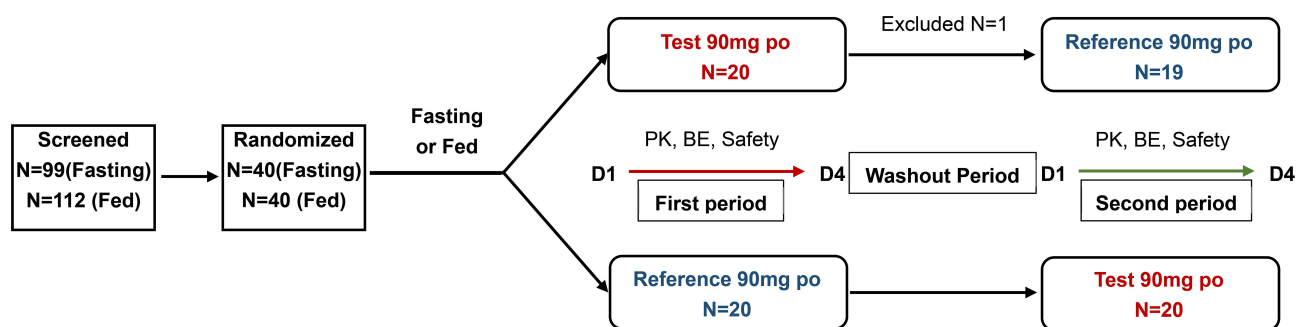 Screened
N=99(Fasting)
N=112 (Fed)
Randomized
N=40(Fasting)
N=40 (Fed)
Fasting
or Fed
Test 90mg po
N=20
Excluded N=1
Reference 90mg po
N=19
PK, BE, Safety
D1
D4
First period
Washout Period
PK, BE, Safety
D1
D4
Second period
Reference 90mg po
N=20
Test 90mg po
N=20